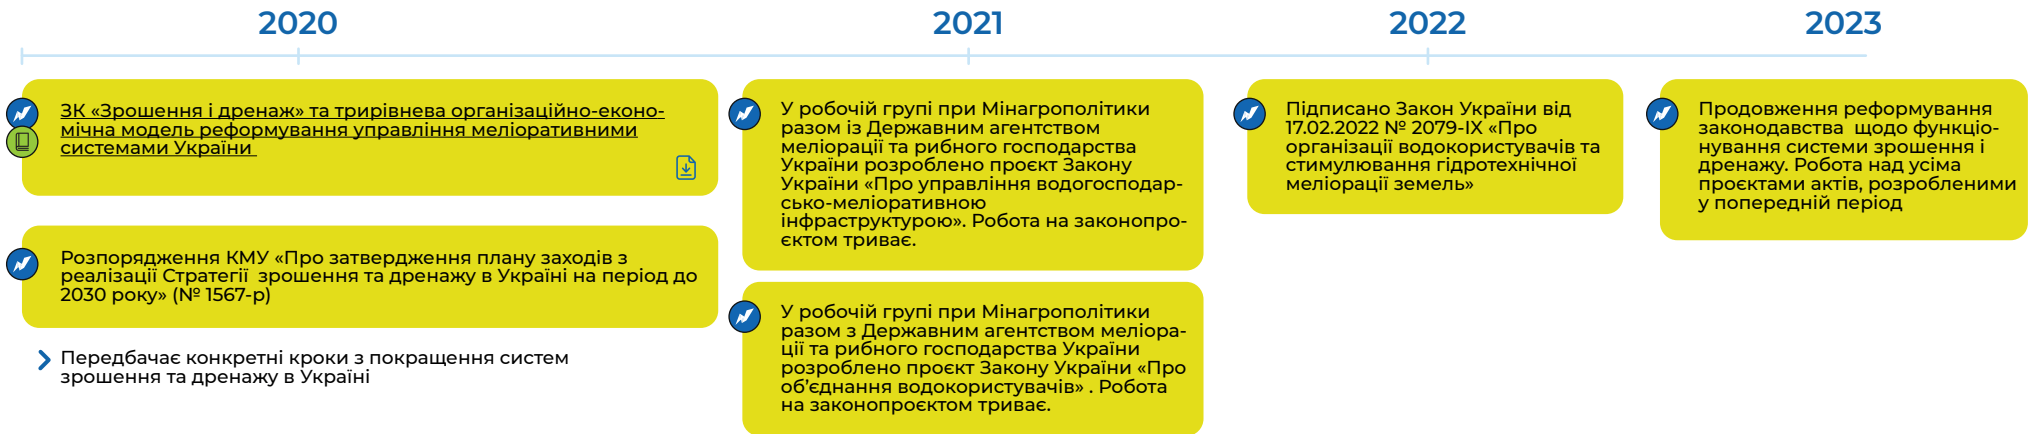 2020
2021
2022
2023
ЗК «Зрошення і дренаж» та трирівнева організаційно-еконо-
мічна модель реформування управління меліоративними
системами України
Розпорядження КМУ «Про затвердження плану заходів з
реалізації Стратегії зрошення та дренажу в Україні на період до
2030 року» (№ 1567-р)
Передбачає конкретні кроки з покращення систем
зрошення та дренажу в Україні
У робочій групі при Мінагрополітики
разом із Державним агентством
меліорації та рибного господарства
України розроблено проєкт Закону
України «Про управління водогосподар-
сько-меліоративною
інфраструктурою». Робота на законопро-
єктом триває.
У робочій групі при Мінагрополітики
разом з Державним агентством меліора-
ції та рибного господарства України
розроблено проєкт Закону України «Про
об’єднання водокористувачів» . Робота
на законопроєктом триває.
Підписано Закон України від
17.02.2022 № 2079-IX «Про
організації водокористувачів та
стимулювання гідротехнічної
меліорації земель»
Продовження реформування
законодавства щодо функціо-
нування системи зрошення і
дренажу. Робота над усіма
проєктами актів, розробленими
у попередній період